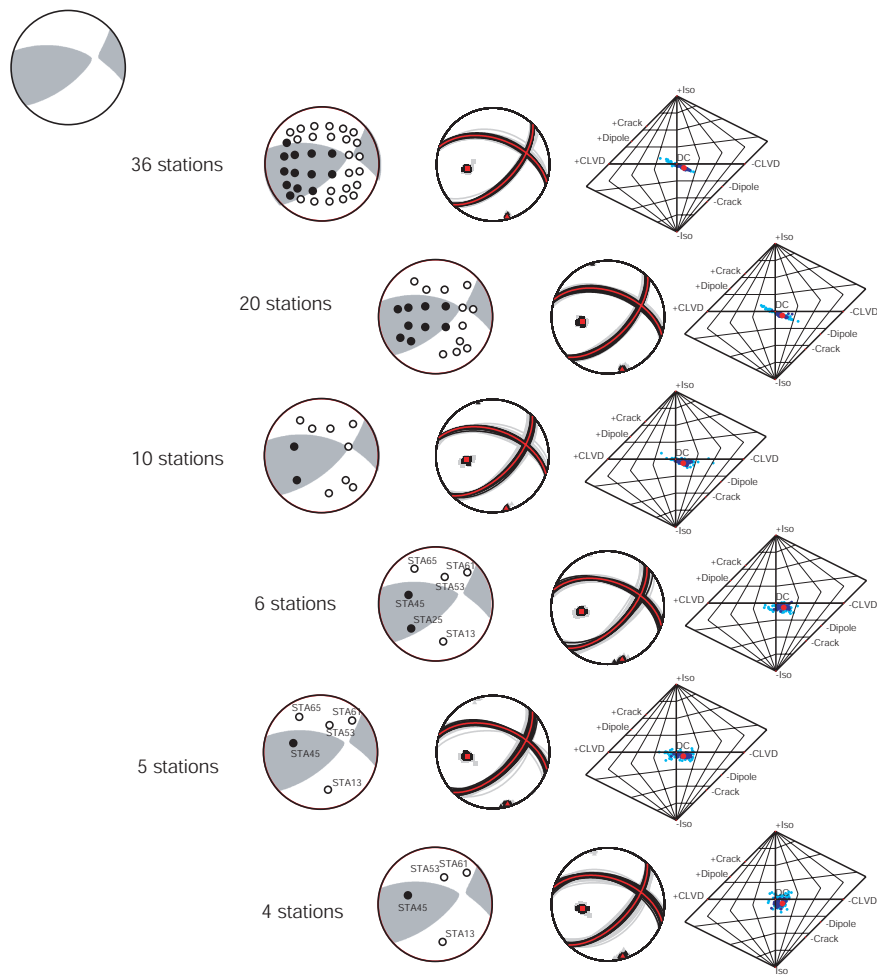 +Iso
+Crack
+Dipole
36 stations
+CLVD
DC
-CLVD
-Dipole
-Crack
-Iso
+Iso
+Crack
+Dipole
20 stations
+CLVD
DC
-CLVD
-Dipole
-Crack
-Iso
+Iso
+Crack
+Dipole
10 stations
+CLVD
DC
-CLVD
-Dipole
-Crack
-Iso
+Iso
STA65
STA61
+Crack
STA53
+Dipole
6 stations
STA45
+CLVD
DC
-CLVD
STA25
-Dipole
STA13
-Crack
-Iso
+Iso
STA65
STA61
+Crack
STA53
+Dipole
5 stations
STA45
+CLVD
DC
-CLVD
-Dipole
STA13
-Crack
-Iso
+Iso
STA53
STA61
+Crack
+Dipole
4 stations
STA45
+CLVD
DC
-CLVD
-Dipole
STA13
-Crack
-Iso